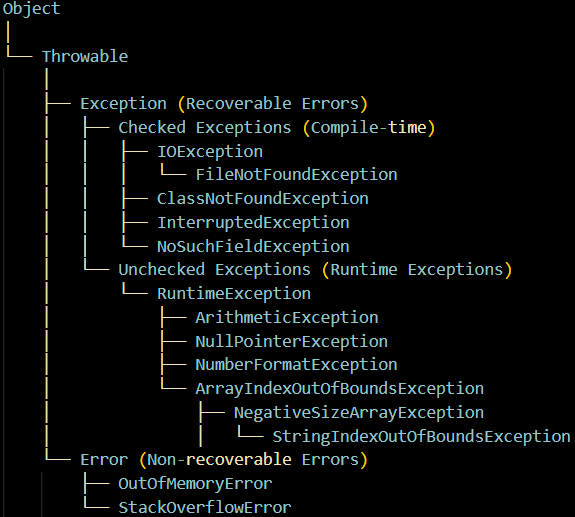 Object
│
└── Throwable
    │
    ├── Exception (Recoverable Errors)
    │   ├── Checked Exceptions (Compile-time)
    │   │   ├── IOException
    │   │   │   └── FileNotFoundException
    │   │   ├── ClassNotFoundException
    │   │   ├── InterruptedException
    │   │   └── NoSuchFieldException
    │   └── Unchecked Exceptions (Runtime Exceptions)
    │       └── RuntimeException
    │           ├── ArithmeticException
    │           ├── NullPointerException
    │           ├── NumberFormatException
    │           └── ArrayIndexOutOfBoundsException
    │               ├── NegativeSizeArrayException
    │               │   └── StringIndexOutOfBoundsException
    └── Error (Non-recoverable Errors)
        ├── OutOfMemoryError
        └── StackOverflowError